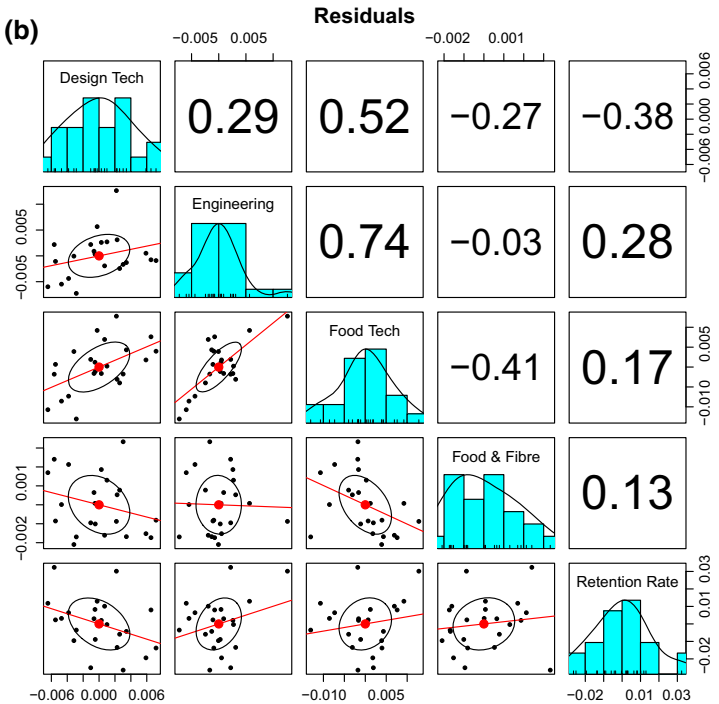 (b)
Residuals
−0.005 0.005
−0.002 0.001
Design Tech
0.29
0.52
−0.27
−0.38
−0.006 0.000 0.006
0.005
−0.005
Engineering
0.74
−0.03
0.28
Food Tech
−0.41
0.17
−0.010 0.005
0.001
−0.002
Food & Fibre
0.13
Retention Rate
−0.02 0.01 0.03
−0.006 0.000 0.006
−0.010 0.005
−0.02 0.01 0.03